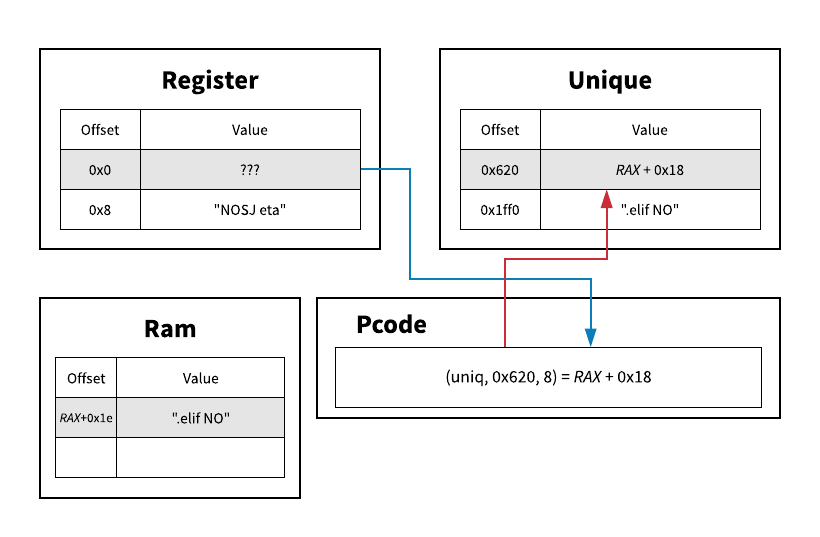 Register
Offset Value
0x0 ???
0x8 "NOSJ eta"
Unique
Offset Value
0x620 RAX + 0x18
0x1ff0 ".elif NO"
Ram
Offset Value
RAX+0x1e ".elif NO"
Pcode
(uniq, 0x620, 8) = RAX + 0x18